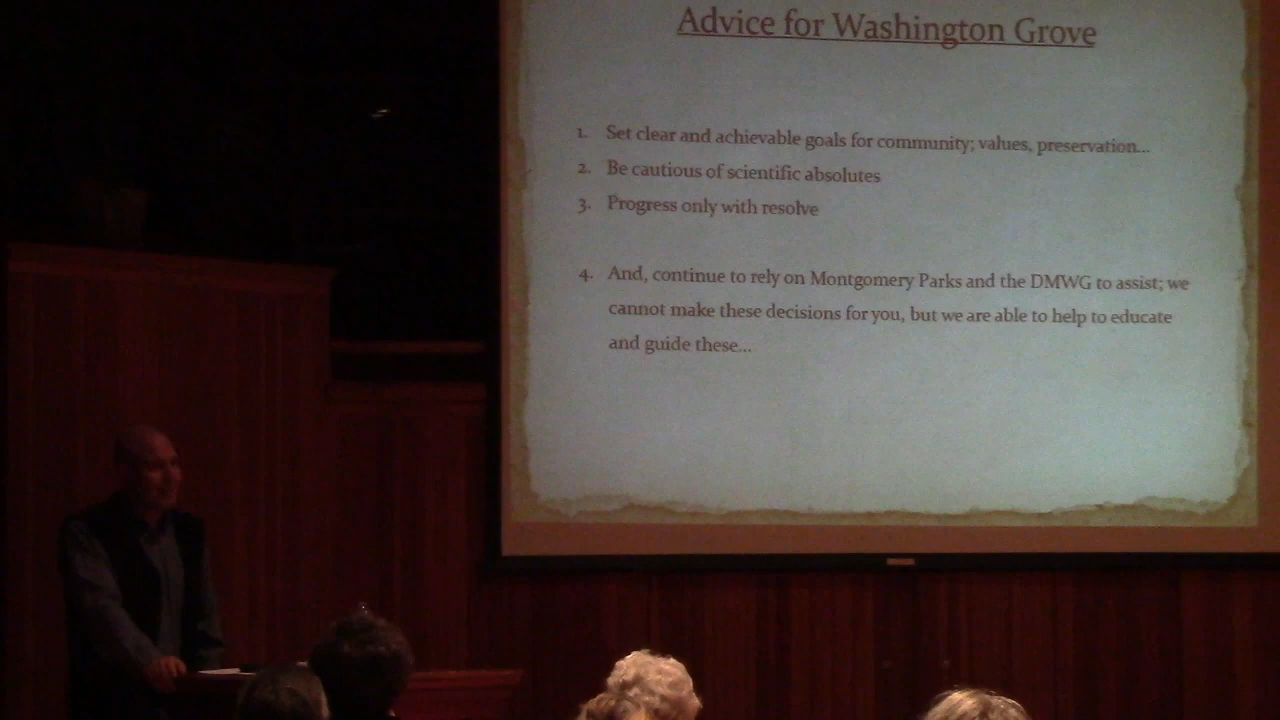 Advice for Washington Grove
1. Set clear and achievable goals for community; values, preservation...
2. Be cautious of scientific absolutes
3. Progress only with resolve
4. And, continue to rely on Montgomery Parks and the DMWG to assist; we
cannot make these decisions for you, but we are able to help to educate
and guide these...